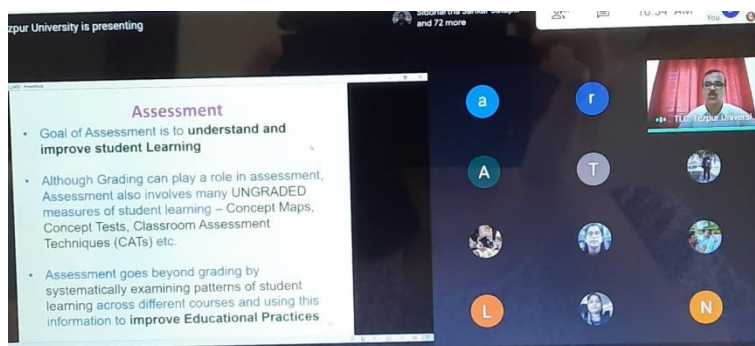 zpur University is presenting
and 72 more
You
Assessment
• Goal of Assessment is to understand and
improve student Learning
• Although Grading can play a role in assessment,
Assessment also involves many UNGRADED
measures of student learning – Concept Maps,
Concept Tests, Classroom Assessment
Techniques (CATs) etc.
• Assessment goes beyond grading by
systematically examining patterns of student
learning across different courses and using this
information to improve Educational Practices
a
r
TLC, Tezpur Universi
A
T
L
N